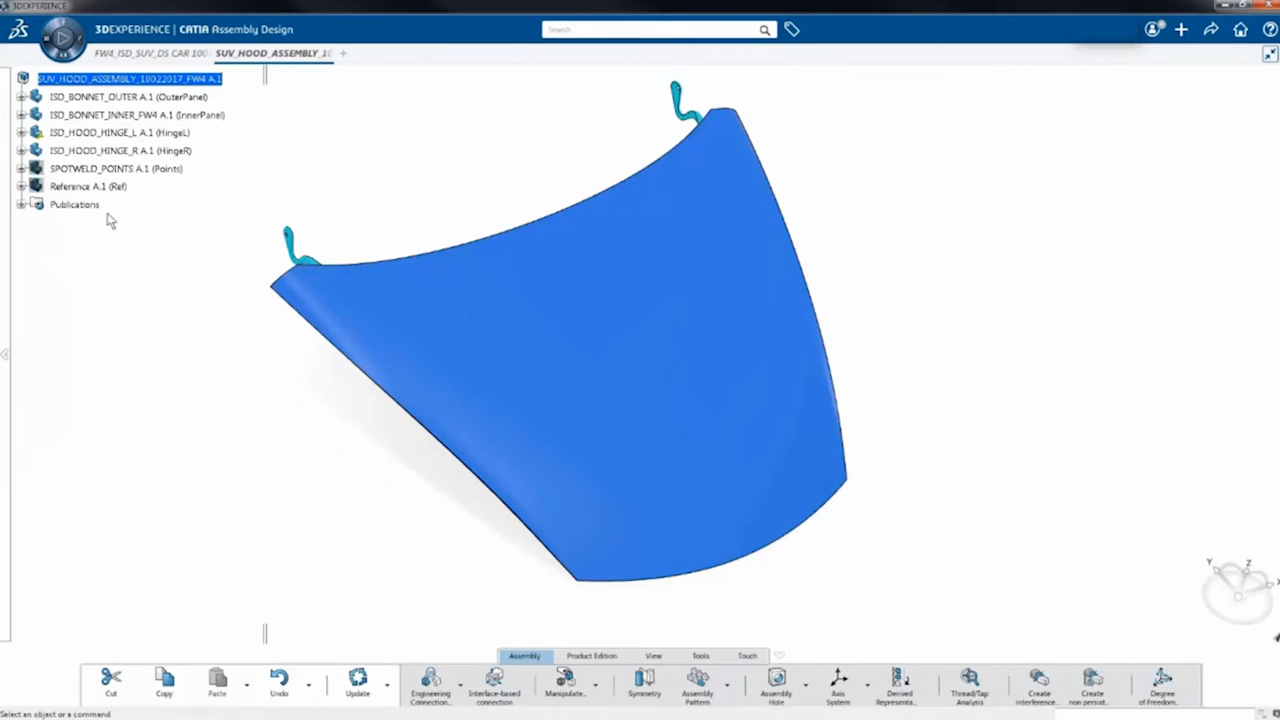 3DEXPERIENCE
3DEXPERIENCE | CATIA Assembly Design
Search
FW4_ISD_SUV_DS CAR 100 SUV_HOOD_ASSEMBLY_10
SUV_HOOD_ASSEMBLY_10022017_FW4 A.1
ISD_BONNET_OUTER A.1 (OuterPanel)
ISD_BONNET_INNER_FW4 A.1 (InnerPanel)
ISD_HOOD_HINGE_L A.1 (HingeL)
ISD_HOOD_HINGE_R A.1 (HingeR)
SPOTWELD_POINTS A.1 (Points)
Reference A.1 (Ref)
Publications
Y Z X
Assembly Product Edition View Tools Touch
Cut Copy Paste Undo Update Engineering Connection... Interface-based connection Manipulate... Symmetry Assembly Pattern Assembly Hole Axis System Derived Representa... Thread/Tap Analysis Create interference... Create non persist... Degree of Freedom...
Select an object or a command